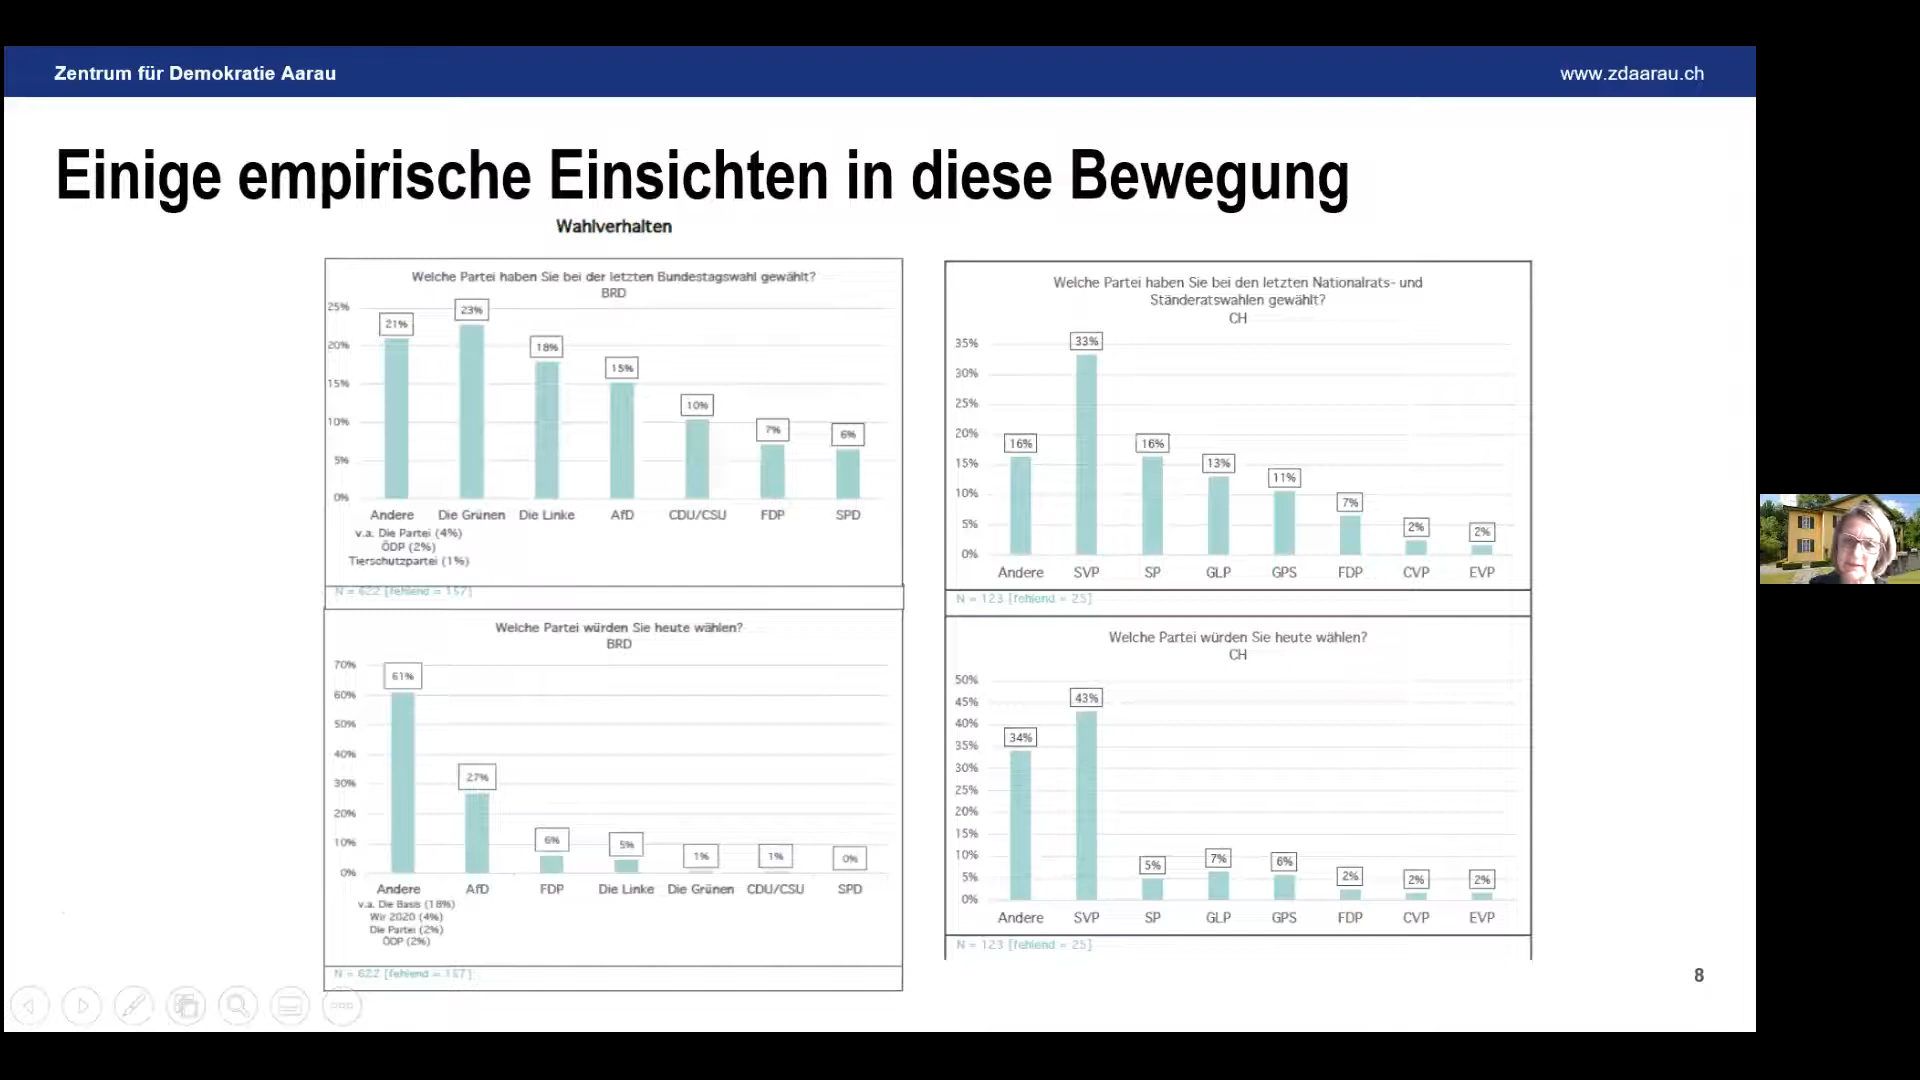 Zentrum für Demokratie Aarau
www.zdaarau.ch
Einige empirische Einsichten in diese Bewegung
Wahlverhalten
Welche Partei haben Sie bei der letzten Bundestagswahl gewählt?
BRD
25%
20%
15%
10%
5%
0%
21%
23%
18%
15%
10%
7%
6%
Andere
Die Grünen
Die Linke
AfD
CDU/CSU
FDP
SPD
v.a. Die Partei (4%)
ÖDP (2%)
Tierschutzpartei (1%)
N = 622 [fehlend = 157]
Welche Partei haben Sie bei den letzten Nationalrats- und
Ständeratswahlen gewählt?
CH
35%
30%
25%
20%
15%
10%
5%
0%
16%
33%
16%
13%
11%
7%
2%
2%
Andere
SVP
SP
GLP
GPS
FDP
CVP
EVP
N = 123 [fehlend = 25]
Welche Partei würden Sie heute wählen?
BRD
70%
60%
50%
40%
30%
20%
10%
0%
61%
27%
6%
5%
1%
1%
0%
Andere
AfD
FDP
Die Linke
Die Grünen
CDU/CSU
SPD
v.a. Die Basis (18%)
Wir 2020 (4%)
Die Partei (2%)
ÖDP (2%)
N = 622 [fehlend = 157]
Welche Partei würden Sie heute wählen?
CH
50%
45%
40%
35%
30%
25%
20%
15%
10%
5%
0%
34%
43%
5%
7%
6%
2%
2%
2%
Andere
SVP
SP
GLP
GPS
FDP
CVP
EVP
N = 123 [fehlend = 25]
8